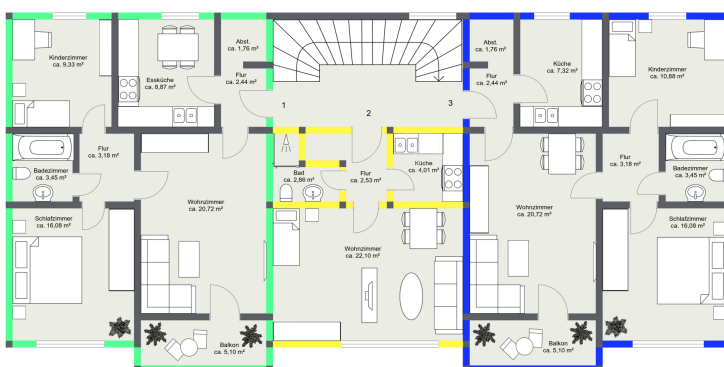 Kinderzimmer
ca. 9,33 m²
Essküche
ca. 8,87 m²
Abst.
ca. 1,76 m²
Flur
ca. 2,44 m²
1
2
3
Abst.
ca. 1,76 m²
Flur
ca. 2,44 m²
Küche
ca. 7,32 m²
Kinderzimmer
ca. 10,88 m²
Flur
ca. 3,18 m²
Badezimmer
ca. 3,45 m²
Bad
ca. 2,86 m²
Flur
ca. 2,53 m²
Küche
ca. 4,01 m²
Flur
ca. 3,18 m²
Badezimmer
ca. 3,45 m²
Schlafzimmer
ca. 16,08 m²
Wohnzimmer
ca. 20,72 m²
Wohnzimmer
ca. 22,10 m²
Wohnzimmer
ca. 20,72 m²
Schlafzimmer
ca. 16,08 m²
Balkon
ca. 5,10 m²
Balkon
ca. 5,10 m²